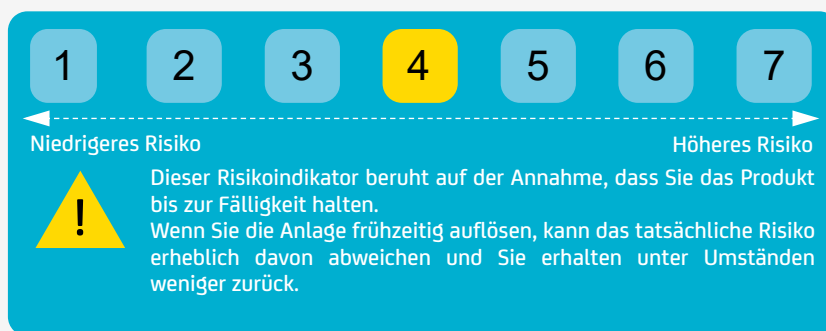 1 2 3 4 5 6 7
Niedrigeres Risiko Höheres Risiko
Dieser Risikoindikator beruht auf der Annahme, dass Sie das Produkt
bis zur Fälligkeit halten.
Wenn Sie die Anlage frühzeitig auflösen, kann das tatsächliche Risiko
erheblich davon abweichen und Sie erhalten unter Umständen
weniger zurück.
!